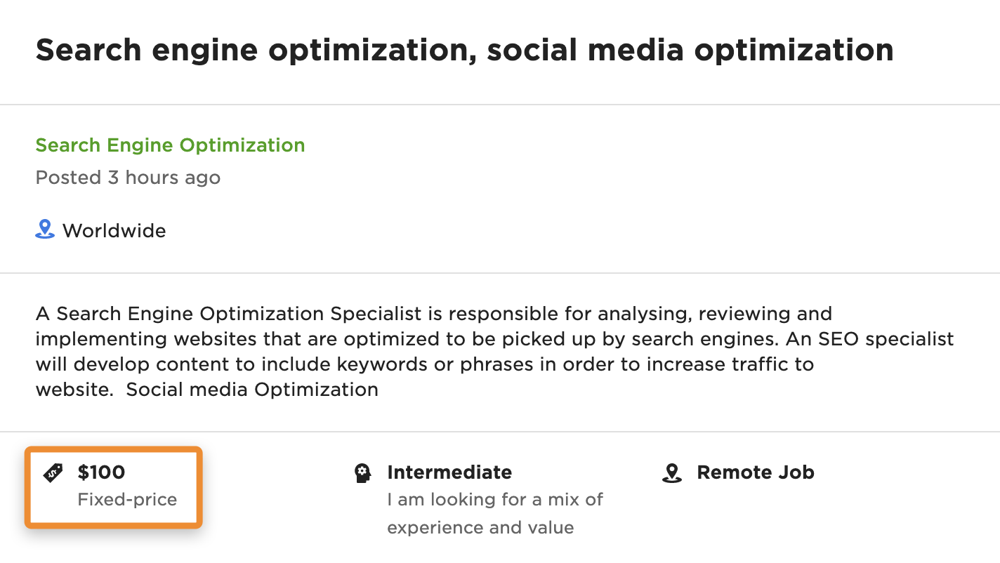 Search engine optimization, social media optimization
Search Engine Optimization
Posted 3 hours ago
Worldwide
A Search Engine Optimization Specialist is responsible for analysing, reviewing and
implementing websites that are optimized to be picked up by search engines. An SEO specialist
will develop content to include keywords or phrases in order to increase traffic to
website.  Social media Optimization
$100
Fixed-price
Intermediate
I am looking for a mix of
experience and value
Remote Job